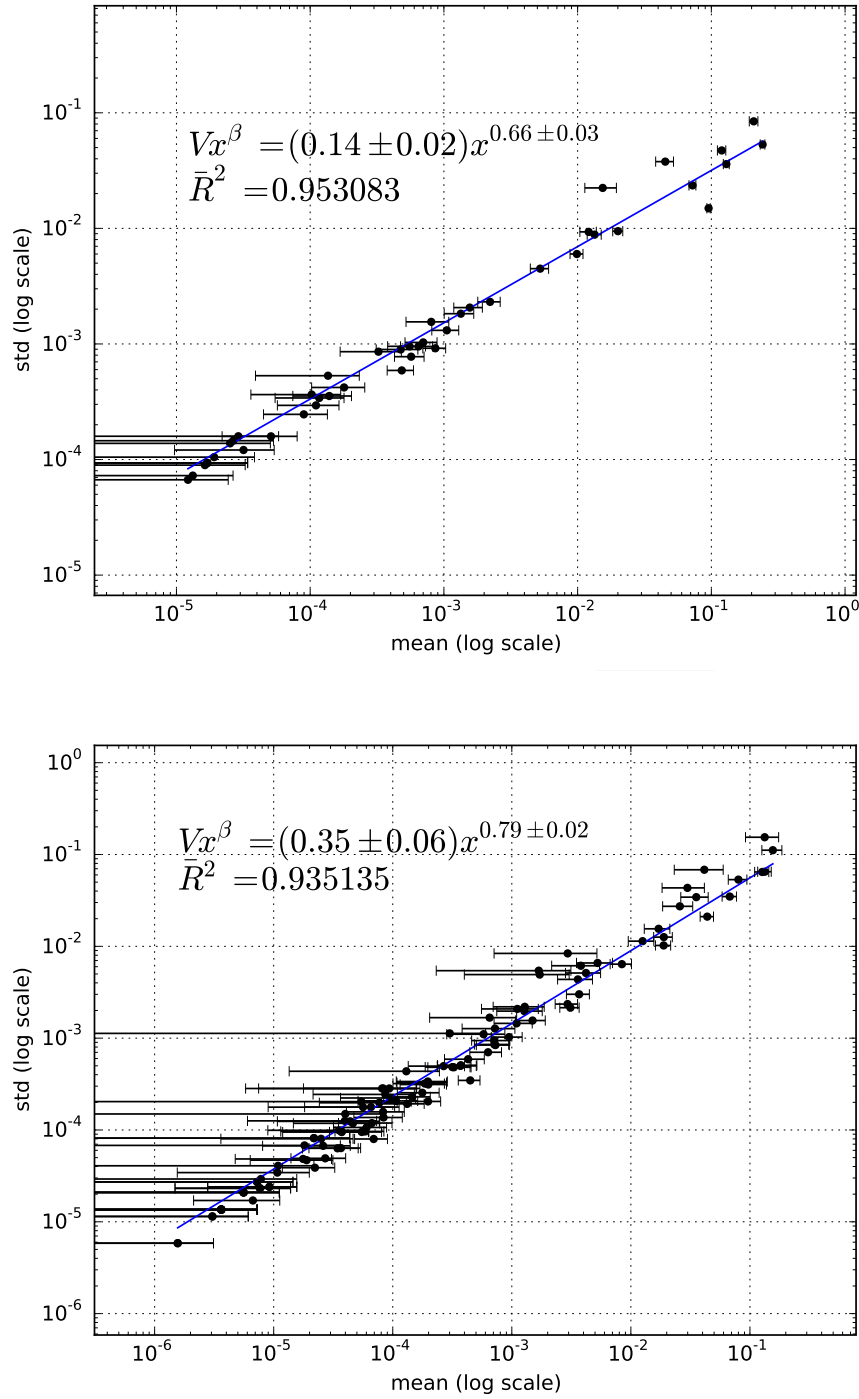 10⁻¹
Vx^β =(0.14±0.02)x^0.66±0.03
R̄² =0.953083
10⁻²
std (log scale)
10⁻³
10⁻⁴
10⁻⁵
10⁻⁵ 10⁻⁴ 10⁻³ 10⁻² 10⁻¹ 10⁰
mean (log scale)
10⁰
Vx^β =(0.35±0.06)x^0.79±0.02
10⁻¹
R̄² =0.935135
10⁻²
std (log scale)
10⁻³
10⁻⁴
10⁻⁵
10⁻⁶
10⁻⁶ 10⁻⁵ 10⁻⁴ 10⁻³ 10⁻² 10⁻¹
mean (log scale)